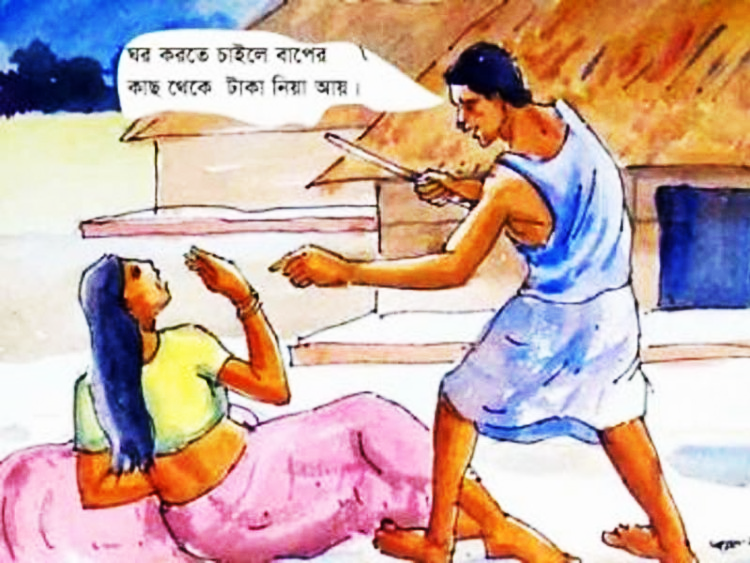 ঘর করতে চাইলে বাপের
কাছ থেকে টাকা নিয়া আয়।